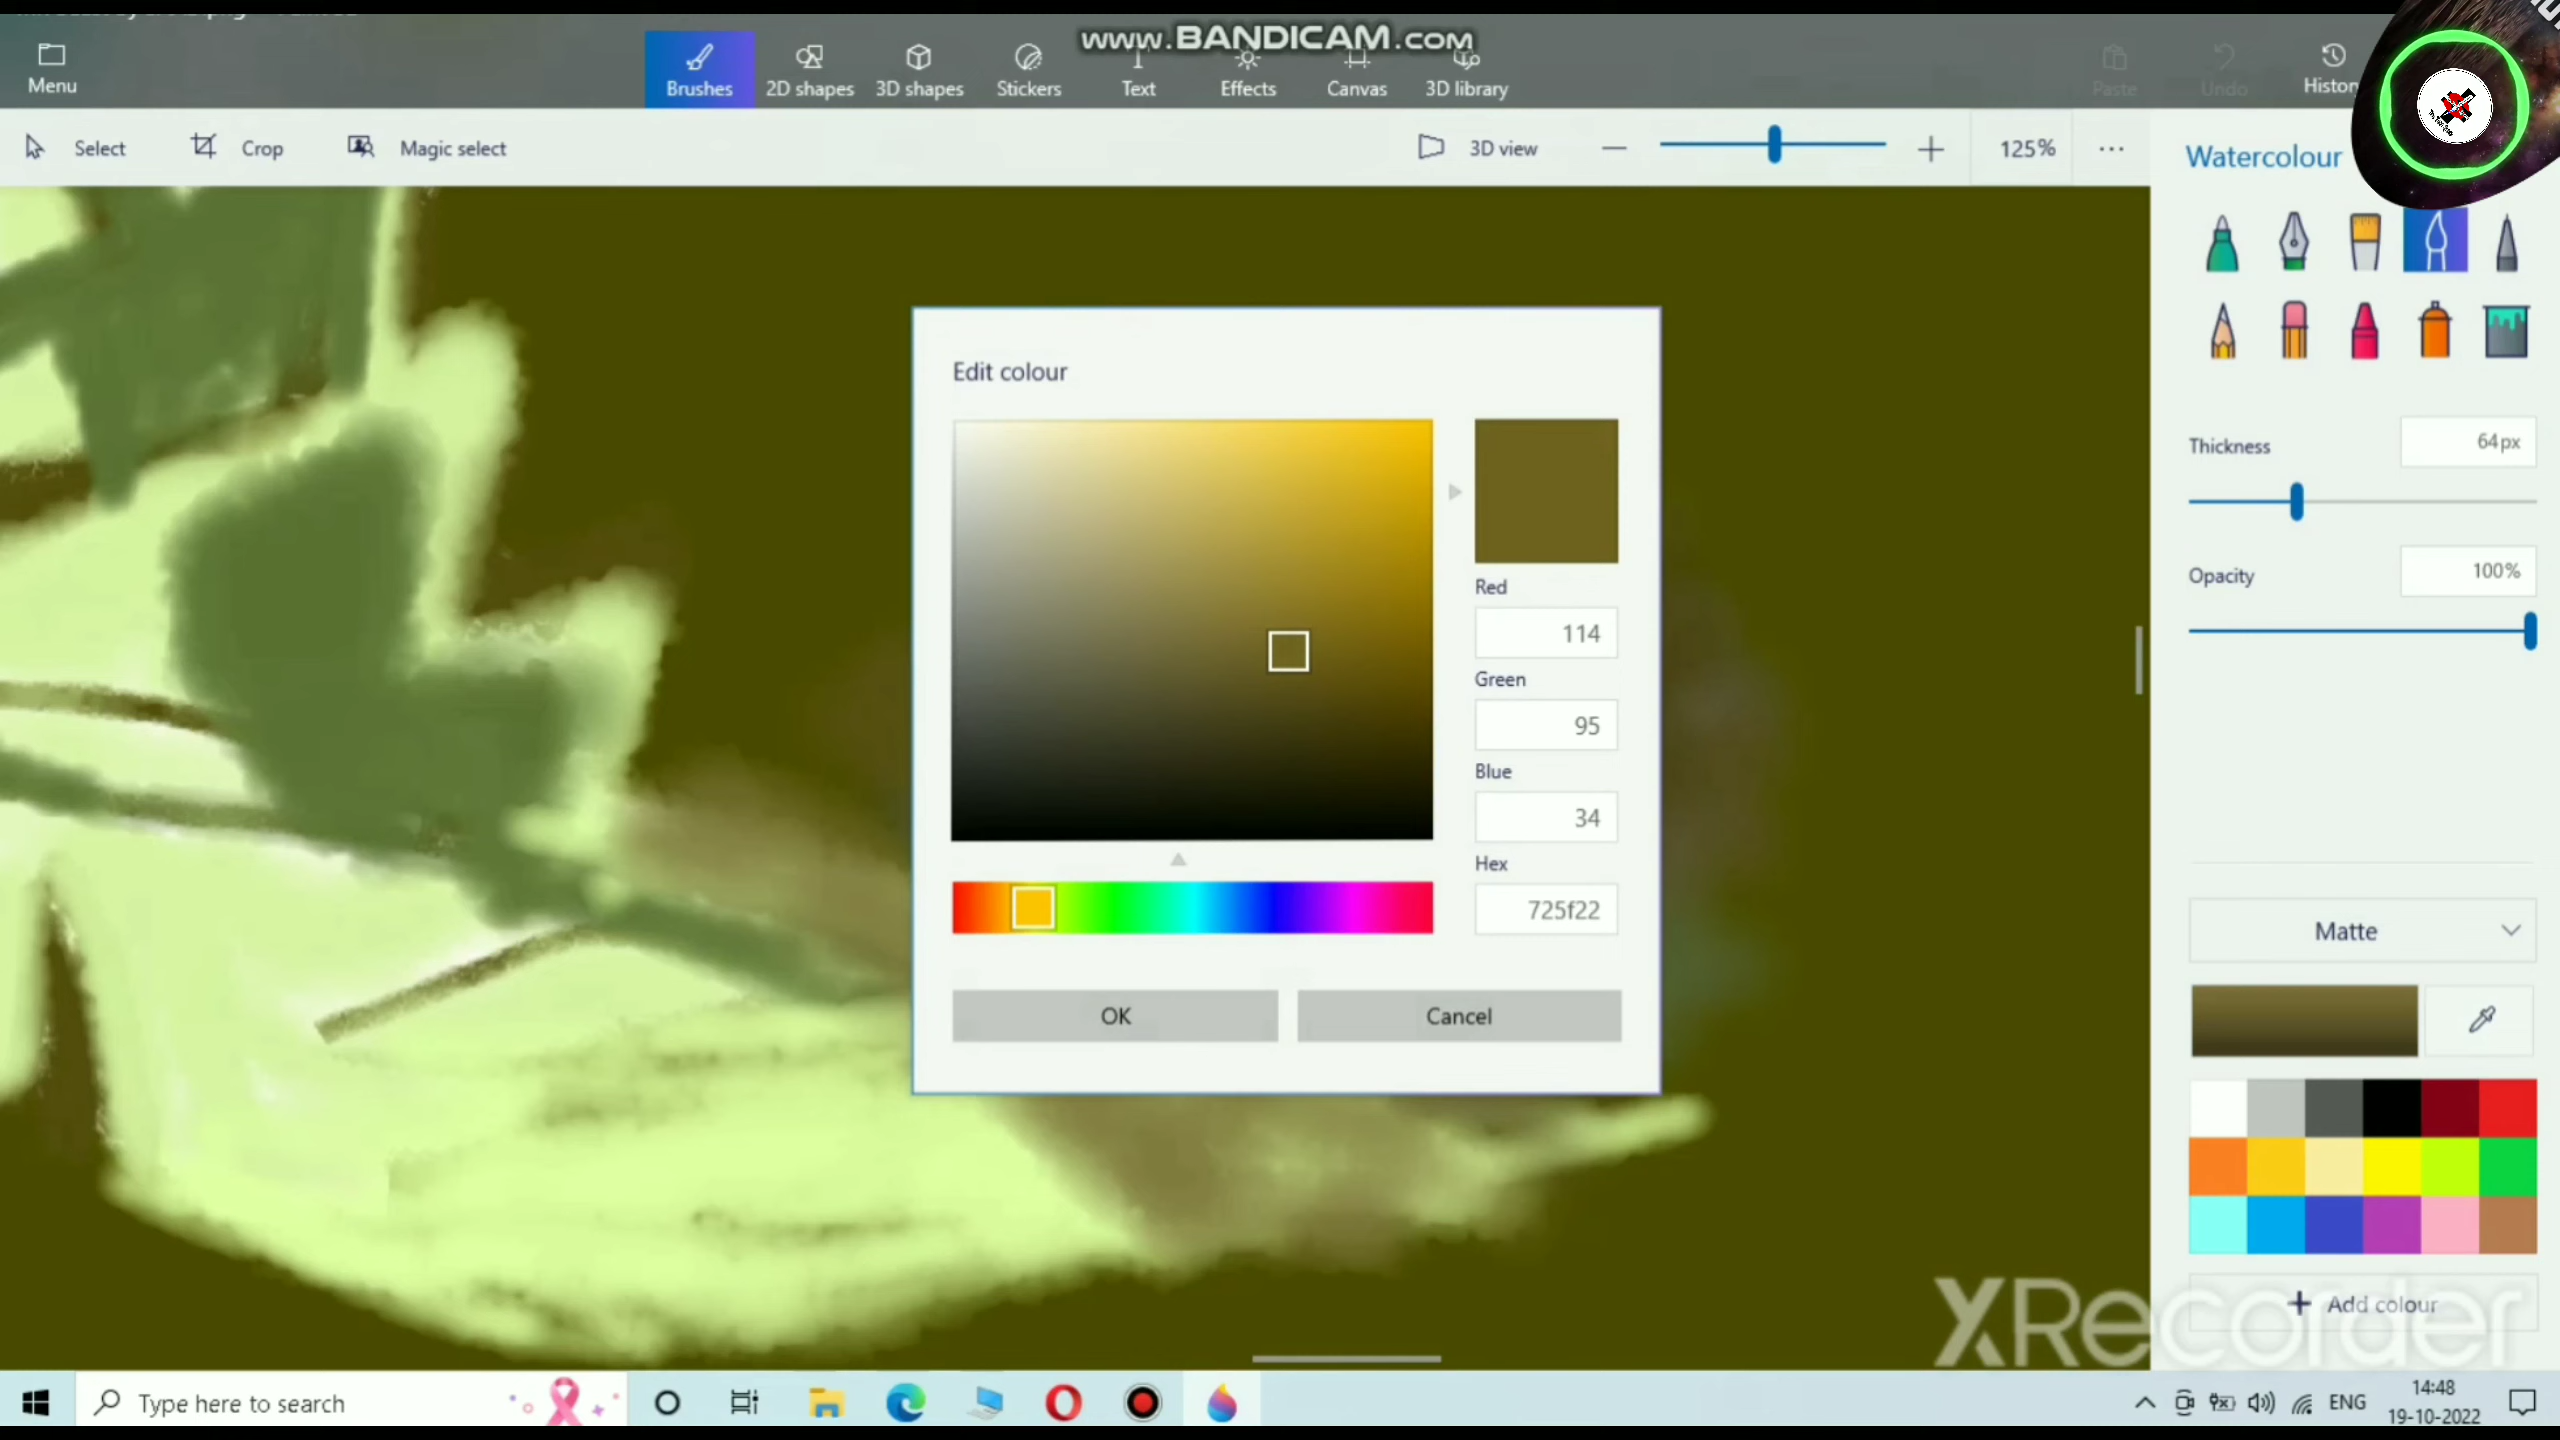 www.BANDICAM.com
Menu
Brushes
2D shapes
3D shapes
Stickers
Text
Effects
Canvas
3D library
Paste
Undo
Histor
Select
Crop
Magic select
3D view
125%
Watercolour
Thickness
64px
Opacity
100%
Edit colour
Red
114
Green
95
Blue
34
Hex
725f22
OK
Cancel
Matte
Add colour
XRecorder
Type here to search
ENG
14:48
19-10-2022